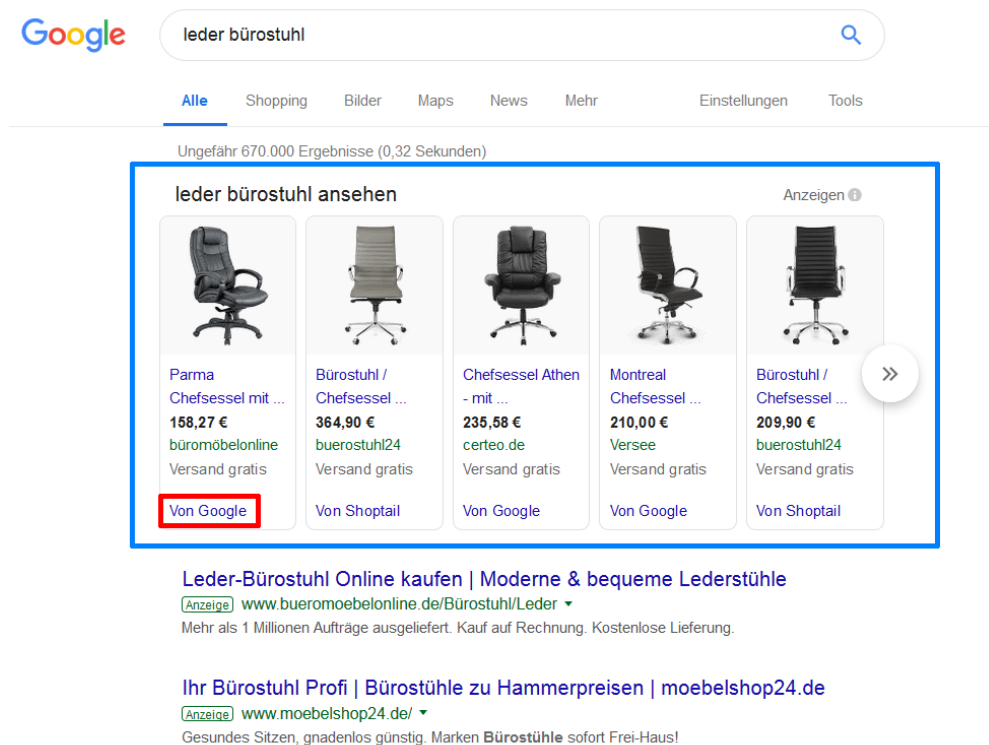 Google
leder bürostuhl
Alle Shopping Bilder Maps News Mehr Einstellungen Tools
Ungefähr 670.000 Ergebnisse (0,32 Sekunden)
leder bürostuhl ansehen
Anzeigen
Parma
Chefsessel mit ...
158,27 €
büromöbelonline
Versand gratis
Von Google
Bürostuhl /
Chefsessel ...
364,90 €
buerostuhl24
Versand gratis
Von Shoptail
Chefsessel Athen
- mit ...
235,58 €
certeo.de
Versand gratis
Von Google
Montreal
Chefsessel ...
210,00 €
Versee
Versand gratis
Von Google
Bürostuhl /
Chefsessel ...
209,90 €
buerostuhl24
Versand gratis
Von Shoptail
Leder-Bürostuhl Online kaufen | Moderne & bequeme Lederstühle
Anzeige www.bueromoebelonline.de/Bürostuhl/Leder
Mehr als 1 Millionen Aufträge ausgeliefert. Kauf auf Rechnung. Kostenlose Lieferung.
Ihr Bürostuhl Profi | Bürostühle zu Hammerpreisen | moebelshop24.de
Anzeige www.moebelshop24.de/
Gesundes Sitzen, gnadenlos günstig. Marken Bürostühle sofort Frei-Haus!